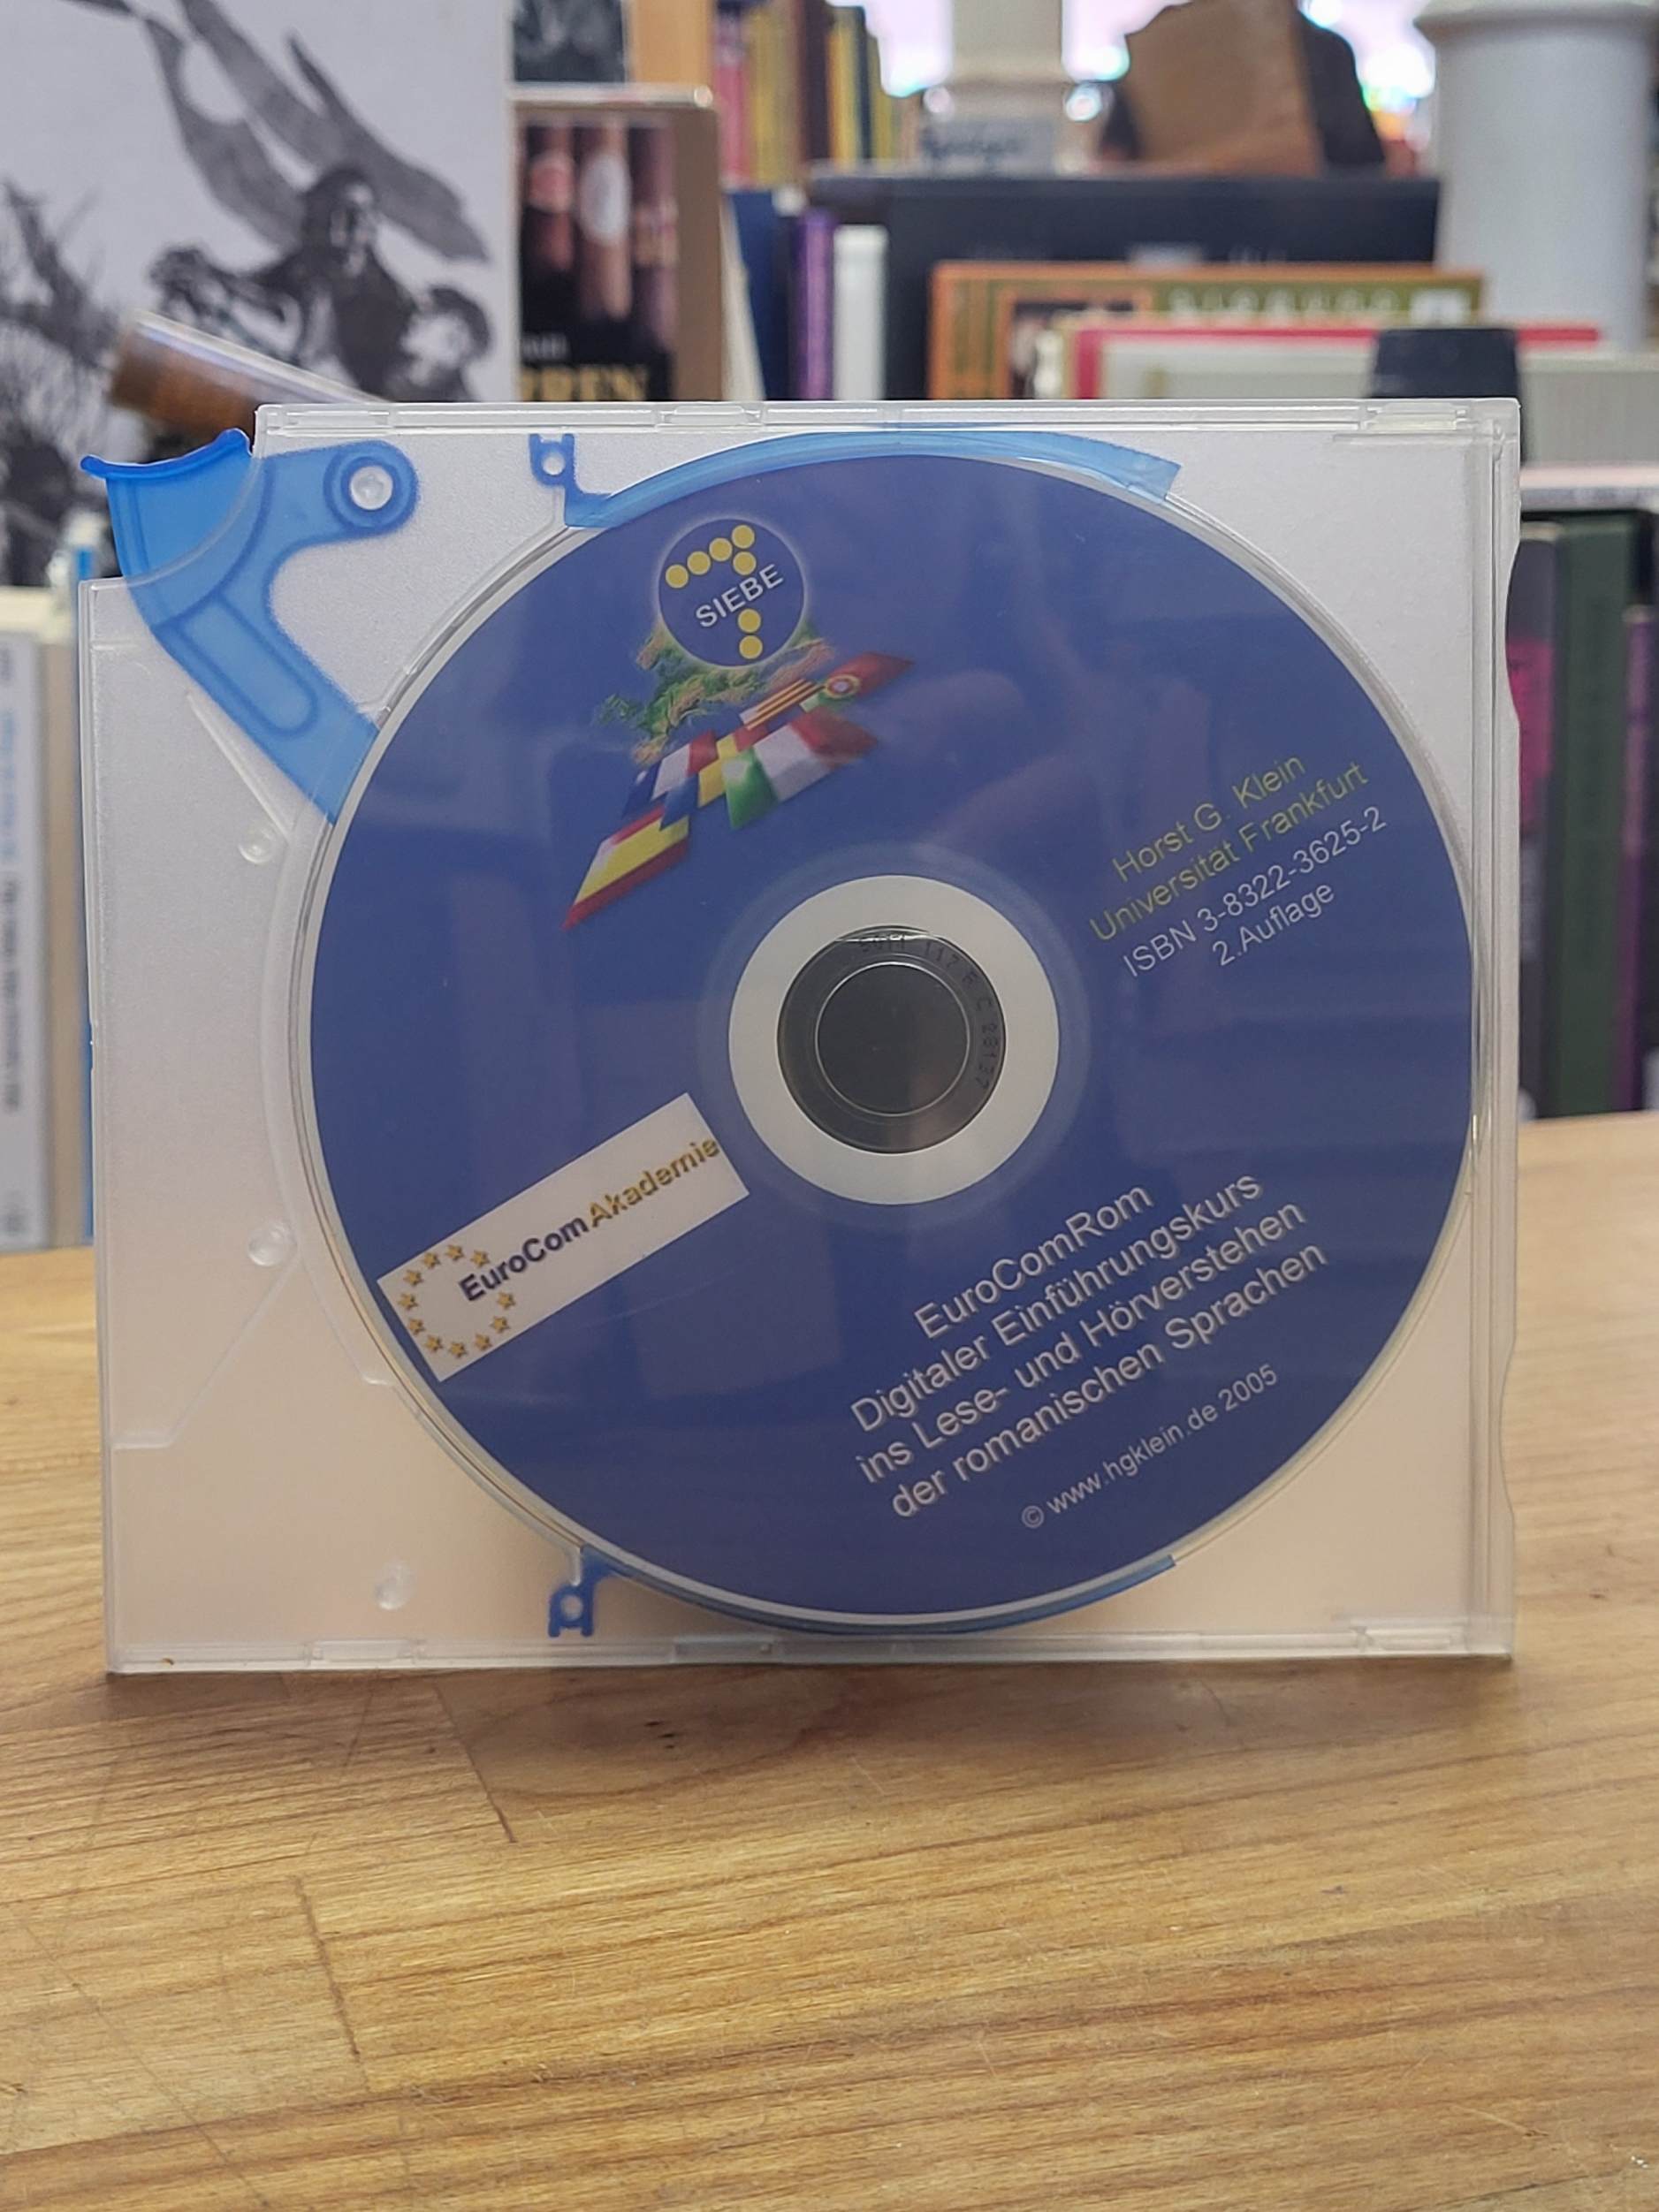 SIEBE
Horst G. Klein
Universität Frankfurt
ISBN 3-8322-3625-2
2.Auflage
EuroComAkademie
EuroComRom
Digitaler Einführungskurs
ins Lese- und Hörverstehen
der romanischen Sprachen
© www.hgklein.de 2005